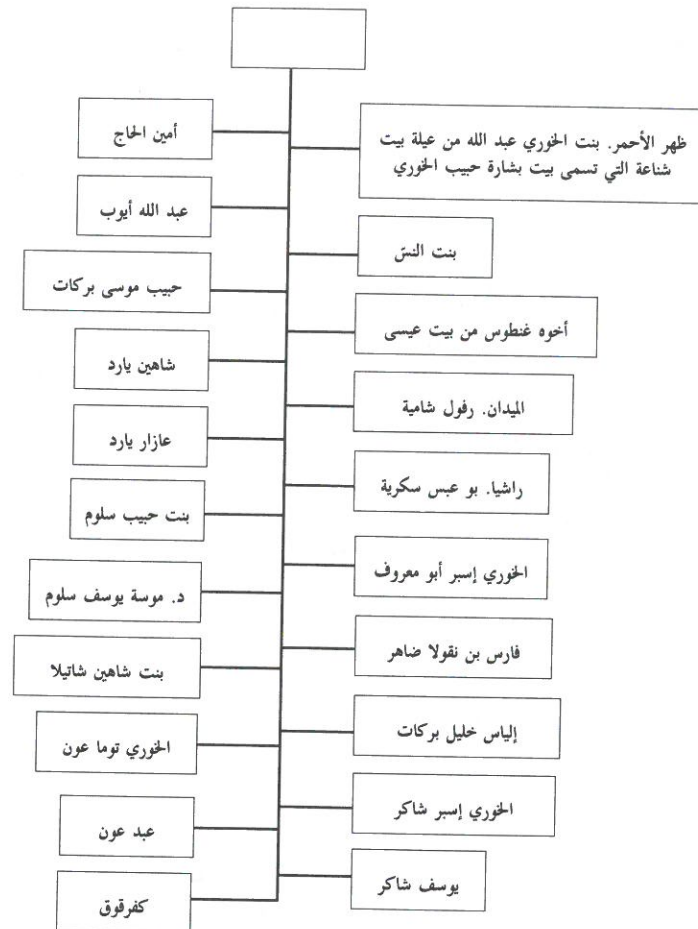 ظهر الأحمر. بنت الخوري عبد الله من عيلة بيت
شناعة التي تسمى بيت بشارة حبيب الخوري
بنت النسّ
أخوه غنطوس من بيت عيسى
الميدان. رفول شامية
راشيا. بو عبس سكرية
الخوري إسبر أبو معروف
فارس بن نقولا ضاهر
إلياس خليل بركات
الخوري إسبر شاكر
يوسف شاكر
أمين الحاج
عبد الله أيوب
حبيب موسى بركات
شاهين يارد
عازار يارد
بنت حبيب سلوم
د. موسة يوسف سلوم
بنت شاهين شاتيلا
الخوري توما عون
عبد عون
كفرقوق